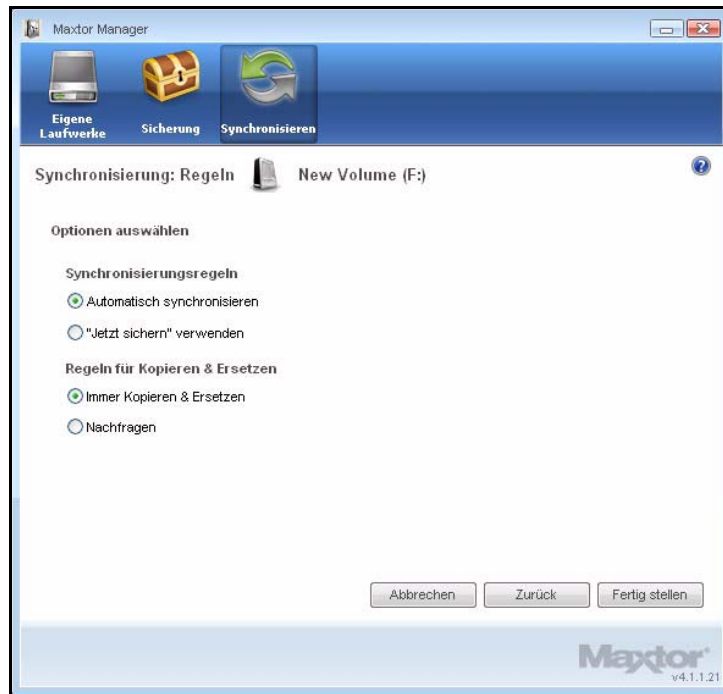 Maxtor Manager
Eigene
Laufwerke
Sicherung
Synchronisieren
Synchronisierung: Regeln
New Volume (F:)
Optionen auswählen
Synchronisierungsregeln
Automatisch synchronisieren
"Jetzt sichern" verwenden
Regeln für Kopieren & Ersetzen
Immer Kopieren & Ersetzen
Nachfragen
Abbrechen
Zurück
Fertig stellen
Maxtor
v4.1.1.21